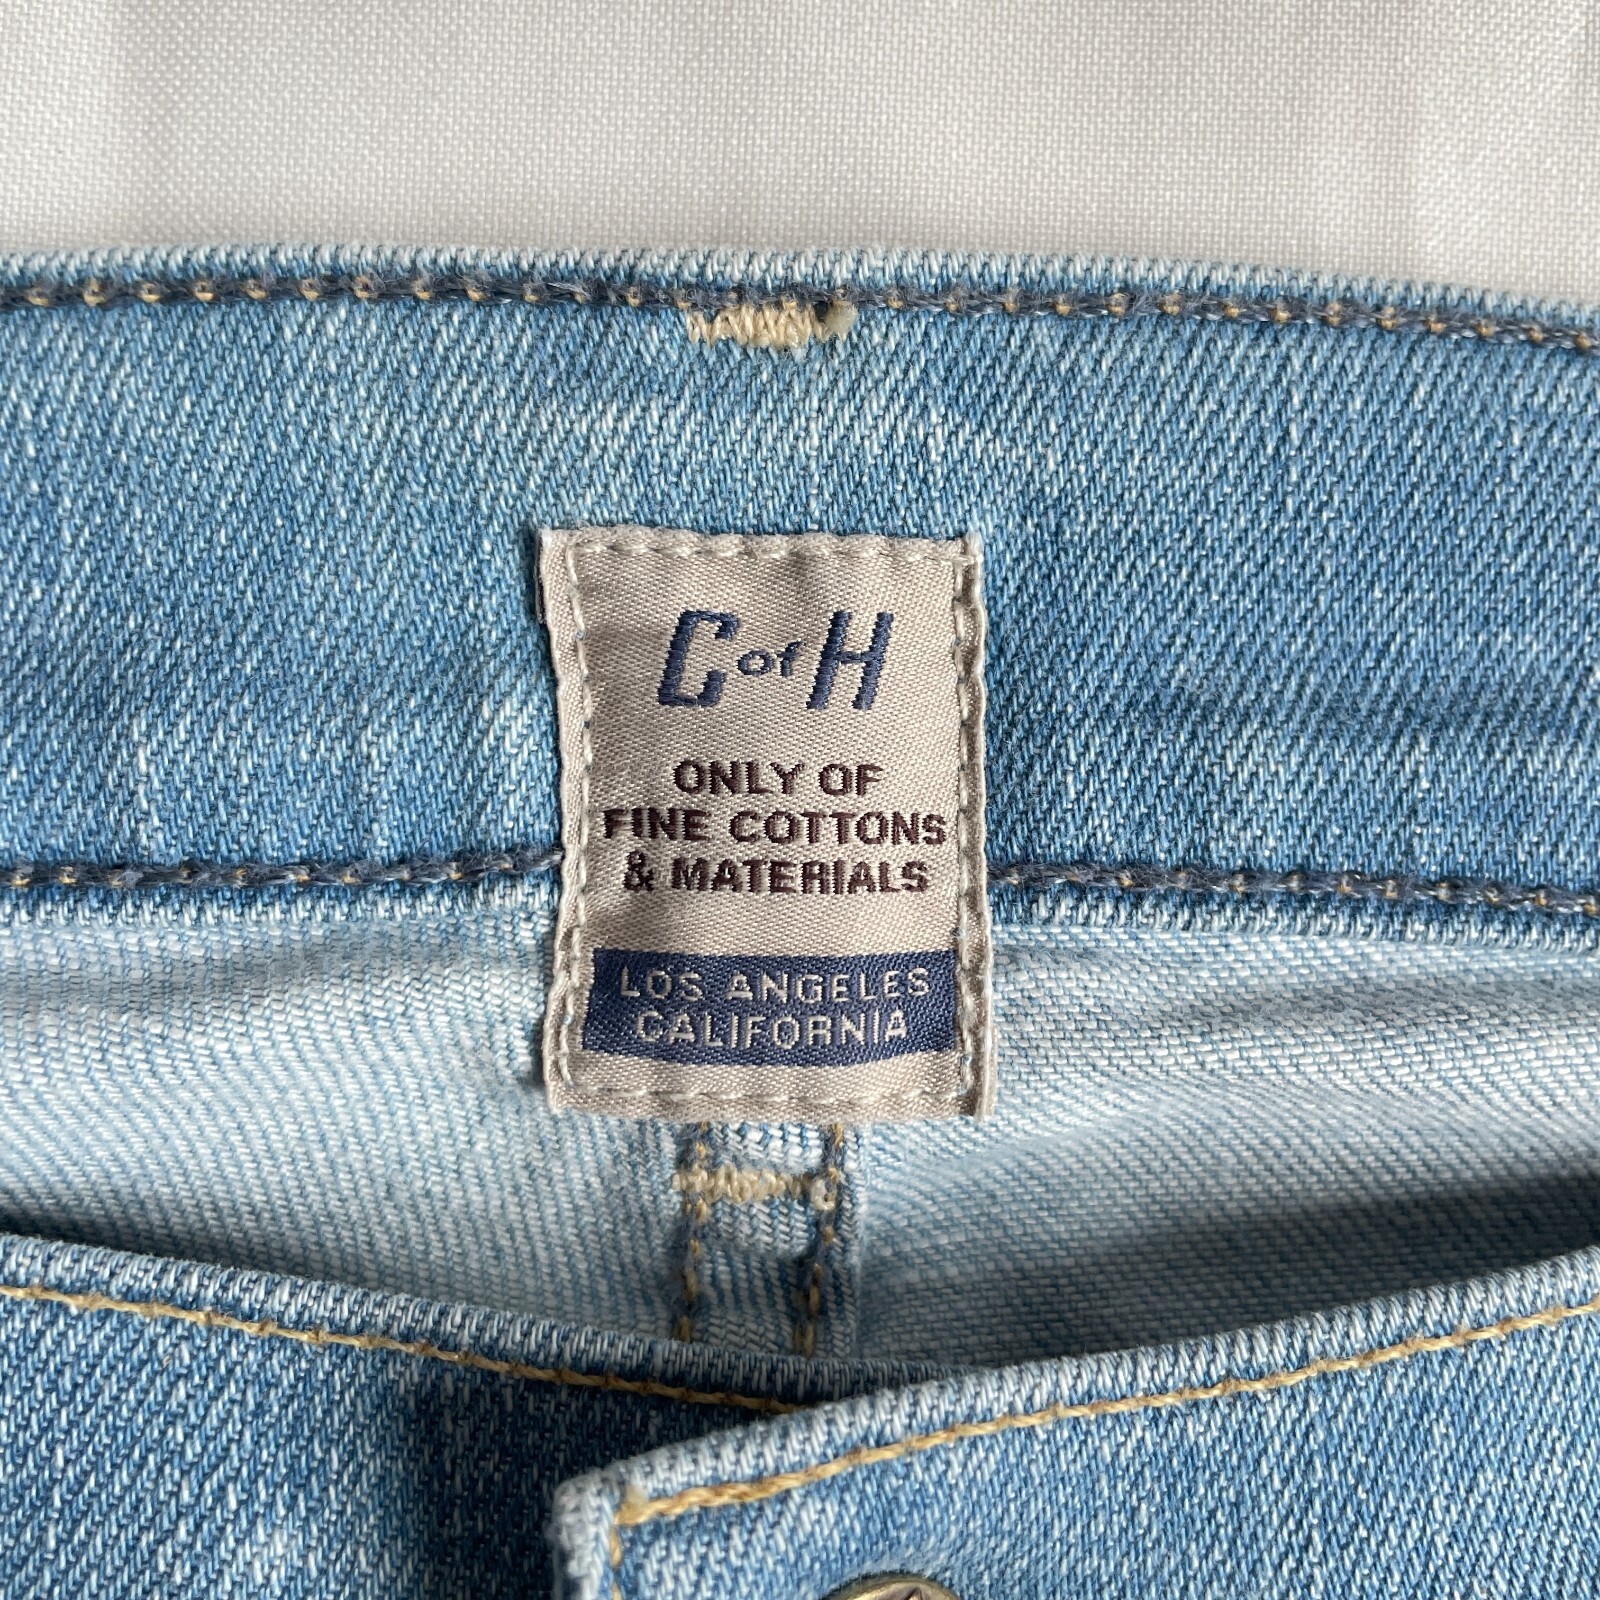 C of H
ONLY OF
FINE COTTONS
& MATERIALS
LOS ANGELES
CALIFORNIA